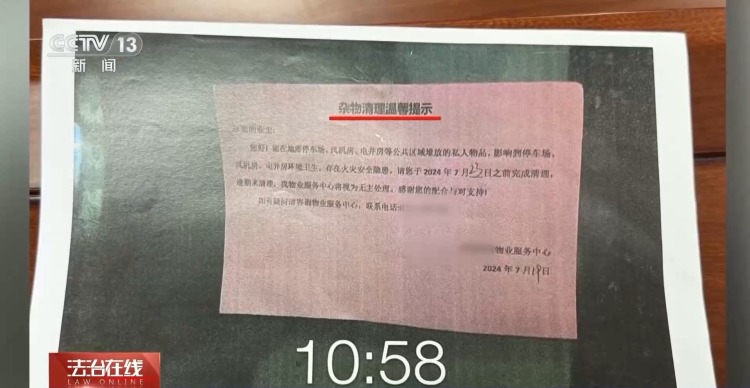 CCTV 13
新闻
杂物清理温馨提示
业主:
您好!您在地库停车场、风机房、电井房等公共区域堆放的私人物品,影响到停车场、
风机房、电井房环境卫生,存在火灾安全隐患,请您于 2024 年 7 月 日之前完成清理,
逾期未清理,我物业服务中心将视为无主处理。感谢您的配合与对支持!
如有疑问请咨询物业服务中心,联系电话:
物业服务中心
2024 年 7 月 19 日
10:58
法治在线
LAW ONLINE